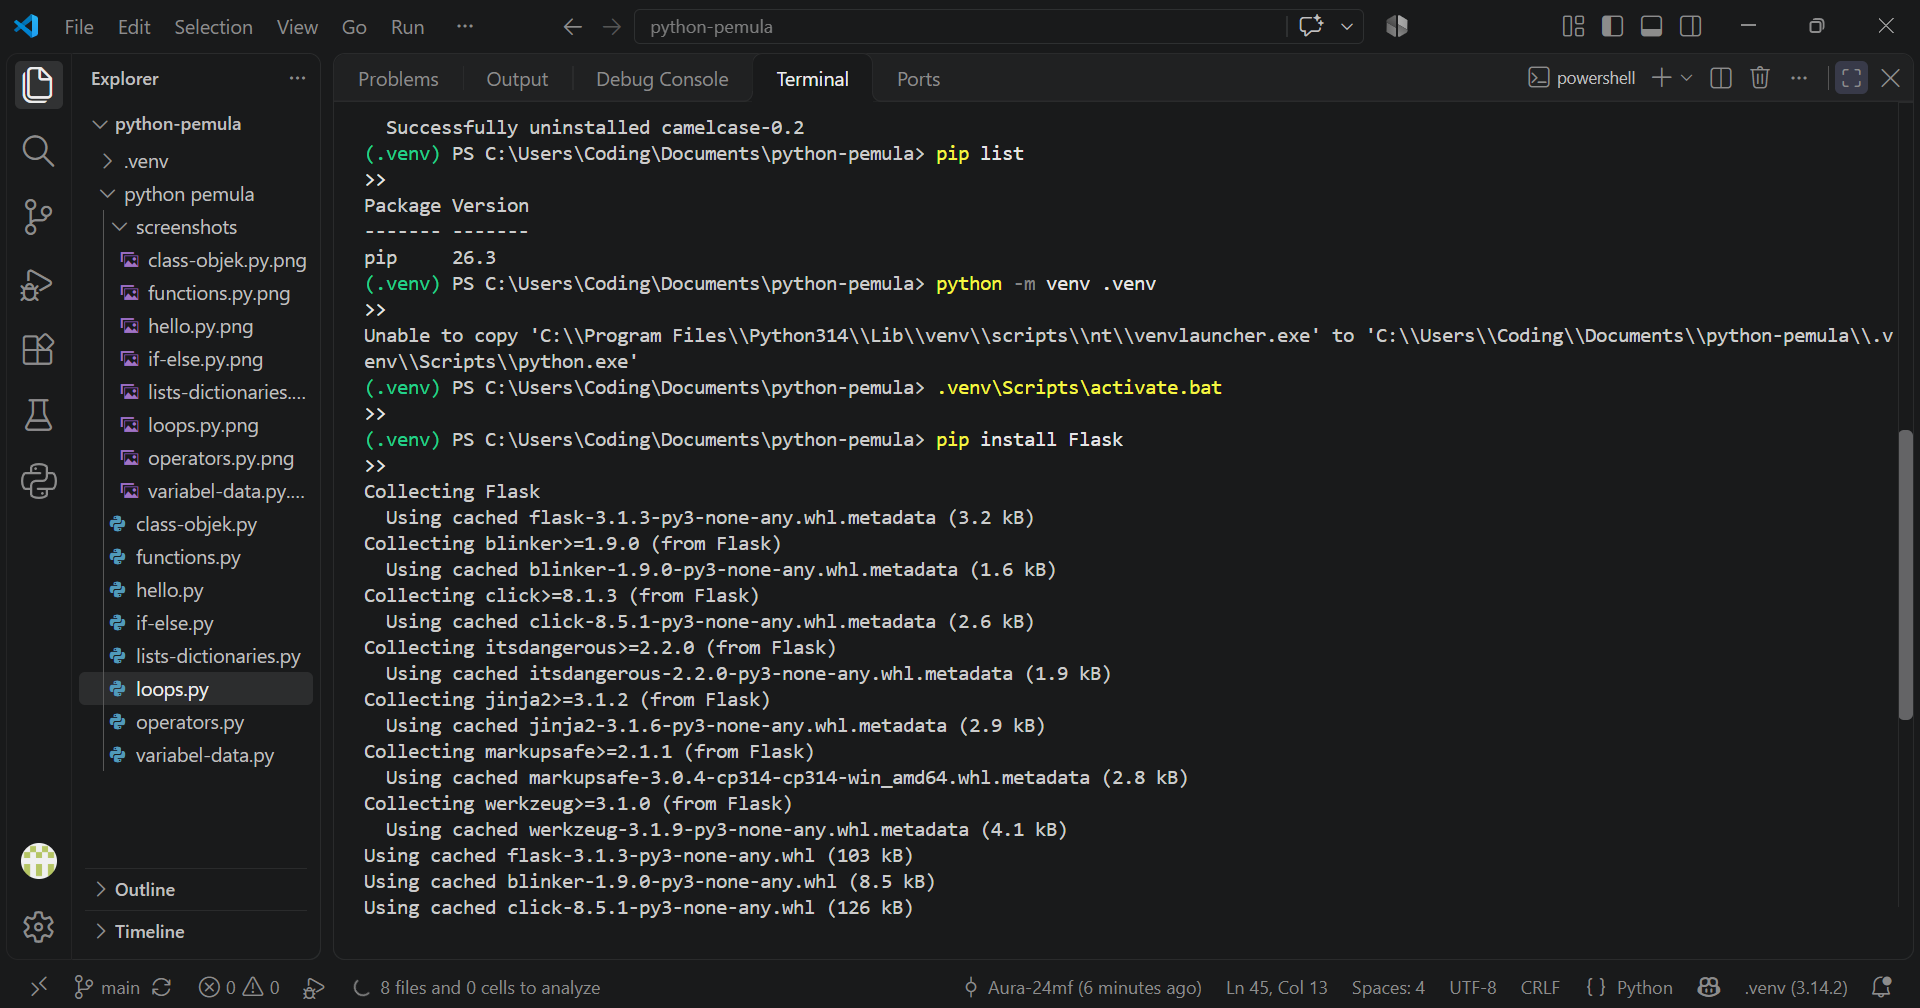 File Edit Selection View Go Run ···
python-pemula
Explorer
python-pemula
.venv
python pemula
screenshots
class-objek.py.png
functions.py.png
hello.py.png
if-else.py.png
lists-dictionaries....
loops.py.png
operators.py.png
variabel-data.py....
class-objek.py
functions.py
hello.py
if-else.py
lists-dictionaries.py
loops.py
operators.py
variabel-data.py
Outline
Timeline
Problems Output Debug Console Terminal Ports
powershell
Successfully uninstalled camelcase-0.2
(.venv) PS C:\Users\Coding\Documents\python-pemula> pip list
>>
Package Version
------- -------
pip     26.3
(.venv) PS C:\Users\Coding\Documents\python-pemula> python -m venv .venv
>>
Unable to copy 'C:\\Program Files\\Python314\\Lib\\venv\\scripts\\nt\\venvlauncher.exe' to 'C:\\Users\\Coding\\Documents\\python-pemula\\.v
env\\Scripts\\python.exe'
(.venv) PS C:\Users\Coding\Documents\python-pemula> .venv\Scripts\activate.bat
>>
(.venv) PS C:\Users\Coding\Documents\python-pemula> pip install Flask
>>
Collecting Flask
  Using cached flask-3.1.3-py3-none-any.whl.metadata (3.2 kB)
Collecting blinker>=1.9.0 (from Flask)
  Using cached blinker-1.9.0-py3-none-any.whl.metadata (1.6 kB)
Collecting click>=8.1.3 (from Flask)
  Using cached click-8.5.1-py3-none-any.whl.metadata (2.6 kB)
Collecting itsdangerous>=2.2.0 (from Flask)
  Using cached itsdangerous-2.2.0-py3-none-any.whl.metadata (1.9 kB)
Collecting jinja2>=3.1.2 (from Flask)
  Using cached jinja2-3.1.6-py3-none-any.whl.metadata (2.9 kB)
Collecting markupsafe>=2.1.1 (from Flask)
  Using cached markupsafe-3.0.4-cp314-cp314-win_amd64.whl.metadata (2.8 kB)
Collecting werkzeug>=3.1.0 (from Flask)
  Using cached werkzeug-3.1.9-py3-none-any.whl.metadata (4.1 kB)
Using cached flask-3.1.3-py3-none-any.whl (103 kB)
Using cached blinker-1.9.0-py3-none-any.whl (8.5 kB)
Using cached click-8.5.1-py3-none-any.whl (126 kB)
main 0 0 8 files and 0 cells to analyze Aura-24mf (6 minutes ago) Ln 45, Col 13 Spaces: 4 UTF-8 CRLF { } Python .venv (3.14.2)